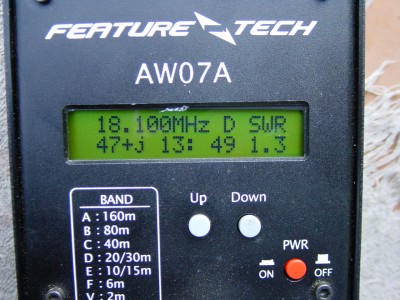 FEATURE TECH
AW07A
18.100MHz D SWR
47+j 13: 49 1.3
BAND
A : 160m
B : 80m
C : 40m
D : 20/30m
E : 10/15m
F : 6m
V : 2m
Up Down
PWR
ON OFF